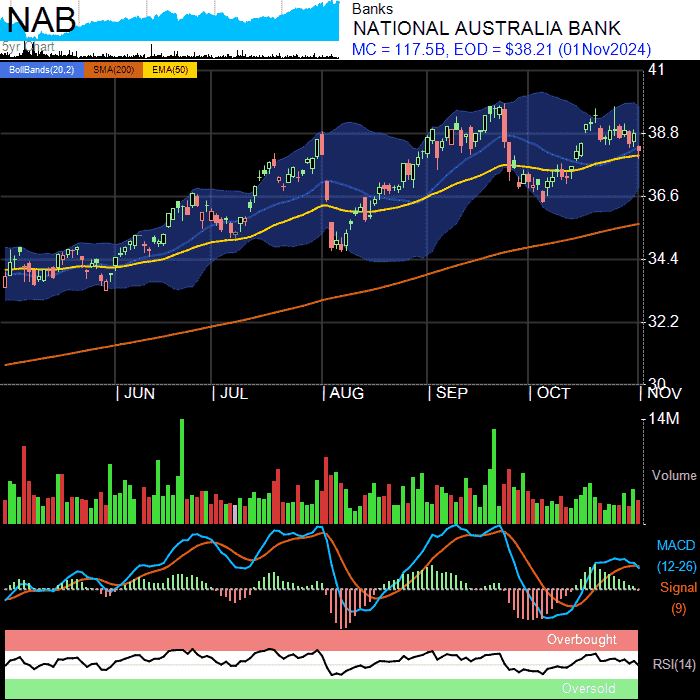 NAB
Banks
NATIONAL AUSTRALIA BANK
MC = 117.5B, EOD = $38.21 (01Nov2024)
5yr Chart
BollBands(20,2) SMA(200) EMA(50)
41
38.8
36.6
34.4
32.2
30
JUN JUL AUG SEP OCT NOV
14M
Volume
MACD
(12-26)
Signal
(9)
Overbought
RSI(14)
Oversold